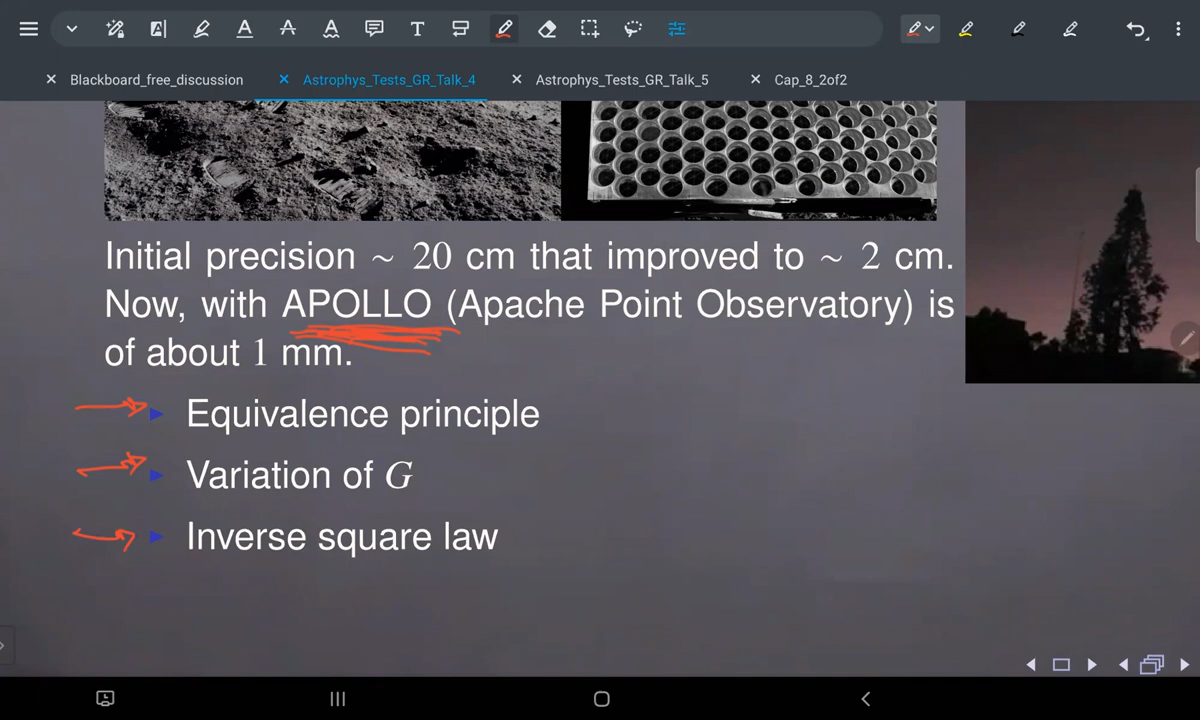 Blackboard_free_discussion
Astrophys_Tests_GR_Talk_4
Astrophys_Tests_GR_Talk_5
Cap_8_2of2
Initial precision ~ 20 cm that improved to ~ 2 cm.
Now, with APOLLO (Apache Point Observatory) is
of about 1 mm.
Equivalence principle
Variation of G
Inverse square law